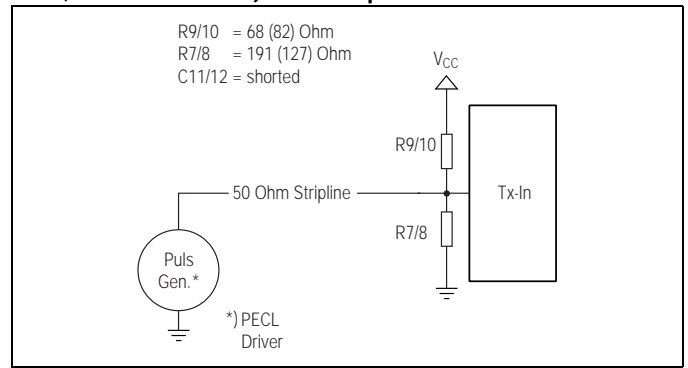 R9/10 = 68 (82) Ohm
R7/8 = 191 (127) Ohm
C11/12 = shorted
VCC
R9/10
50 Ohm Stripline
Tx-In
R7/8
Puls
Gen.*
*) PECL
Driver